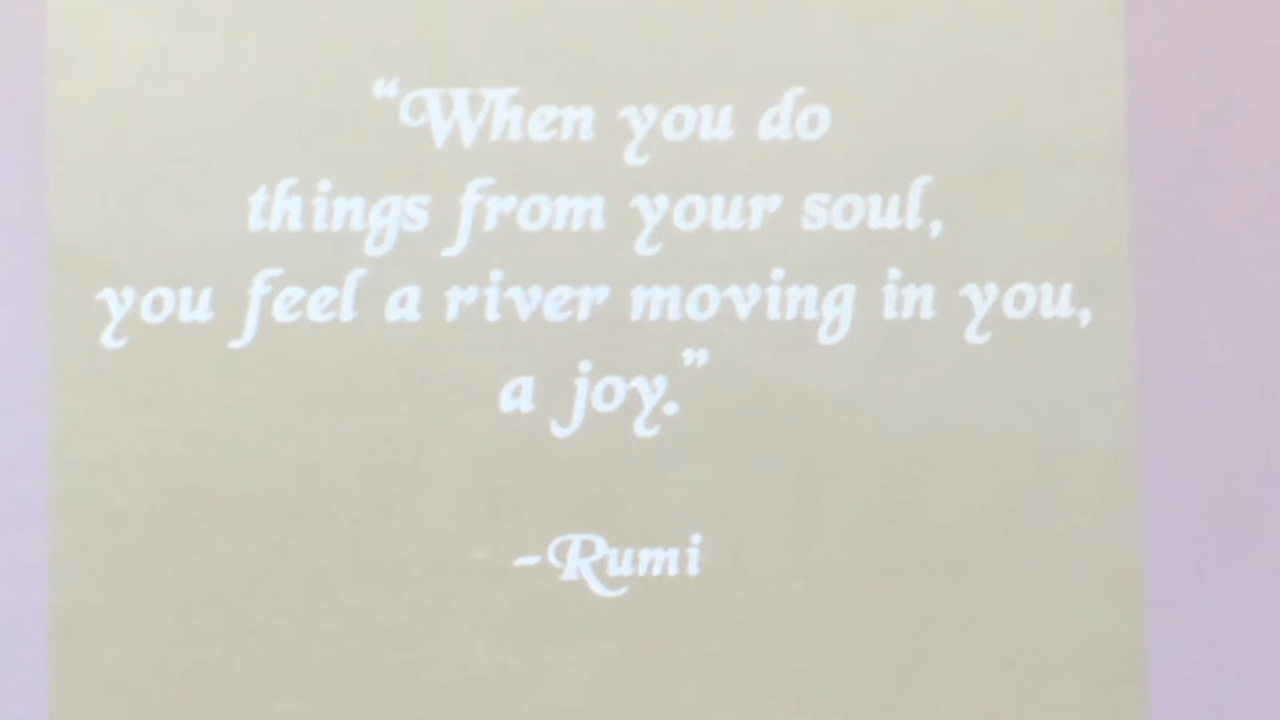 “When you do
things from your soul,
you feel a river moving in you,
a joy.”
-Rumi